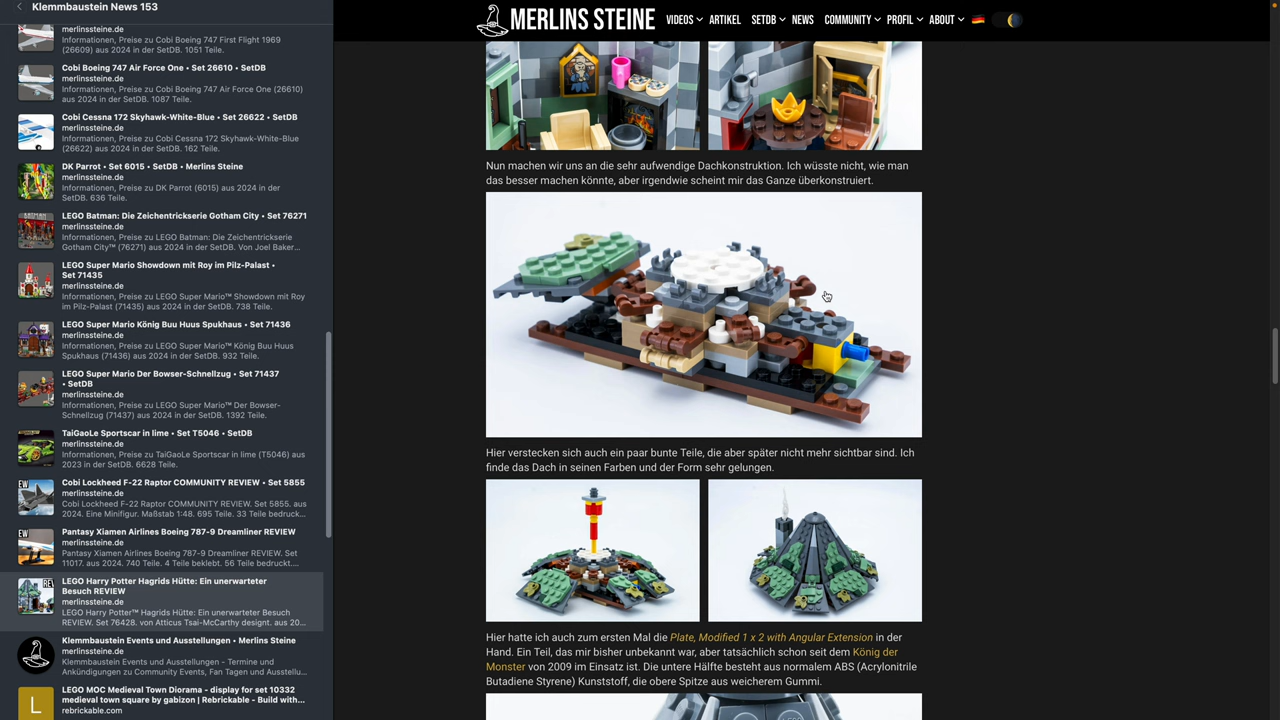 Klemmbaustein News 153
(26609) aus 2024 in der SetDB. 1051 Teile.
Cobi Boeing 747 Air Force One • Set 26610 • SetDB
merlinssteine.de
Informationen, Preise zu Cobi Boeing 747 Air Force One (26610)
aus 2024 in der SetDB. 1087 Teile.
Cobi Cessna 172 Skyhawk-White-Blue • Set 26622 • SetDB
merlinssteine.de
Informationen, Preise zu Cobi Cessna 172 Skyhawk-White-Blue
(26622) aus 2024 in der SetDB. 162 Teile.
DK Parrot • Set 6015 • SetDB • Merlins Steine
merlinssteine.de
Informationen, Preise zu DK Parrot (6015) aus 2024 in der
SetDB. 636 Teile.
LEGO Batman: Die Zeichentrickserie Gotham City • Set 76271
merlinssteine.de
Informationen, Preise zu LEGO Batman: Die Zeichentrickserie
Gotham City™ (76271) aus 2024 in der SetDB. Von Joel Baker...
LEGO Super Mario Showdown mit Roy im Pilz-Palast •
Set 71435
merlinssteine.de
Informationen, Preise zu LEGO Super Mario™ Showdown mit Roy
im Pilz-Palast (71435) aus 2024 in der SetDB. 738 Teile.
LEGO Super Mario König Buu Huus Spukhaus • Set 71436
merlinssteine.de
Informationen, Preise zu LEGO Super Mario™ König Buu Huus
Spukhaus (71436) aus 2024 in der SetDB. 932 Teile.
LEGO Super Mario Der Bowser-Schnellzug • Set 71437
• SetDB
merlinssteine.de
Informationen, Preise zu LEGO Super Mario™ Der Bowser-
Schnellzug (71437) aus 2024 in der SetDB. 1392 Teile.
TaiGaoLe Sportscar in lime • Set T5046 • SetDB
merlinssteine.de
Informationen, Preise zu TaiGaoLe Sportscar in lime (T5046) aus
2023 in der SetDB. 6628 Teile.
Cobi Lockheed F-22 Raptor COMMUNITY REVIEW • Set 5855
merlinssteine.de
Cobi Lockheed F-22 Raptor COMMUNITY REVIEW. Set 5855. aus
2024. Eine Minifigur. Maßstab 1:48. 695 Teile. 33 Teile bedruck...
Pantasy Xiamen Airlines Boeing 787-9 Dreamliner REVIEW
merlinssteine.de
Pantasy Xiamen Airlines Boeing 787-9 Dreamliner REVIEW. Set
11017. aus 2024. 740 Teile. 4 Teile beklebt. 56 Teile bedruckt....
LEGO Harry Potter Hagrids Hütte: Ein unerwarteter
Besuch REVIEW
merlinssteine.de
LEGO Harry Potter™ Hagrids Hütte: Ein unerwarteter Besuch
REVIEW. Set 76428. von Atticus Tsai-McCarthy designt. aus 20...
Klemmbaustein Events und Ausstellungen • Merlins Steine
merlinssteine.de
Klemmbaustein Events und Ausstellungen - Termine und
Ankündigungen zu Community Events, Fan Tagen und Ausstellu...
L
LEGO MOC Medieval Town Diorama - display for set 10332
medieval town square by gabizon | Rebrickable - Build with...
rebrickable.com
MERLINS STEINE
VIDEOS ARTIKEL SETDB NEWS COMMUNITY PROFIL ABOUT
Nun machen wir uns an die sehr aufwendige Dachkonstruktion. Ich wüsste nicht, wie man
das besser machen könnte, aber irgendwie scheint mir das Ganze überkonstruiert.
Hier verstecken sich auch ein paar bunte Teile, die aber später nicht mehr sichtbar sind. Ich
finde das Dach in seinen Farben und der Form sehr gelungen.
Hier hatte ich auch zum ersten Mal die Plate, Modified 1 x 2 with Angular Extension in der
Hand. Ein Teil, das mir bisher unbekannt war, aber tatsächlich schon seit dem König der
Monster von 2009 im Einsatz ist. Die untere Hälfte besteht aus normalem ABS (Acrylonitrile
Butadiene Styrene) Kunststoff, die obere Spitze aus weicherem Gummi.